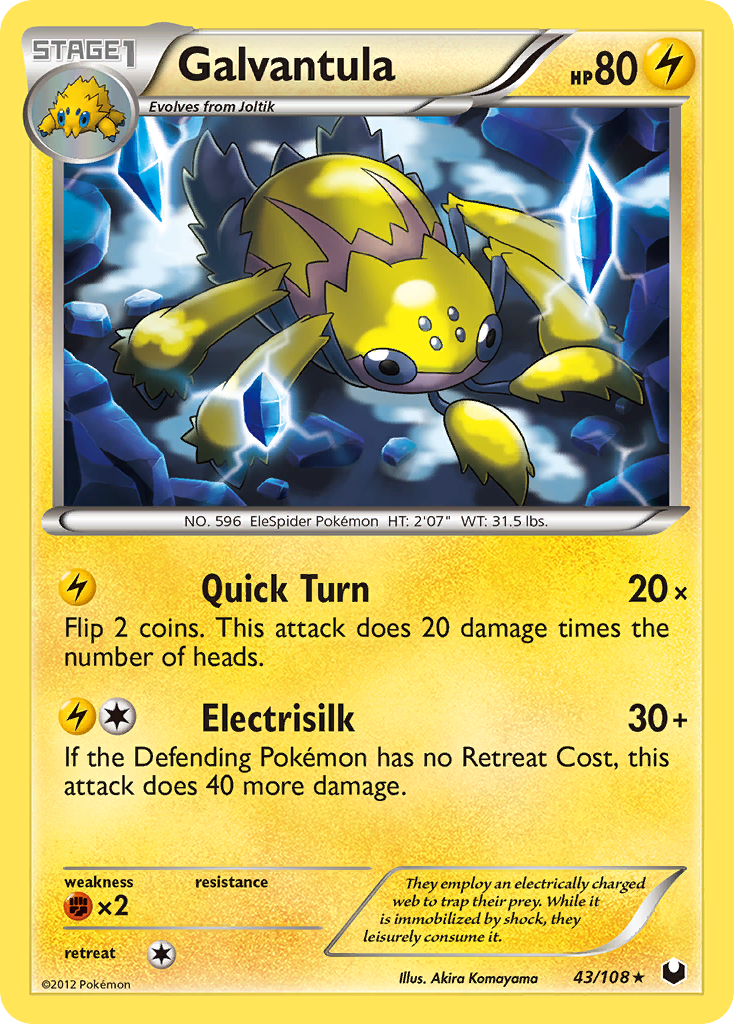 STAGE1
Galvantula
HP80
Evolves from Joltik
NO. 596 EleSpider Pokémon HT: 2'07" WT: 31.5 lbs.
Quick Turn 20×
Flip 2 coins. This attack does 20 damage times the
number of heads.
Electrisilk 30+
If the Defending Pokémon has no Retreat Cost, this
attack does 40 more damage.
weakness resistance
×2
retreat
They employ an electrically charged
web to trap their prey. While it
is immobilized by shock, they
leisurely consume it.
©2012 Pokémon
Illus. Akira Komayama
43/108★